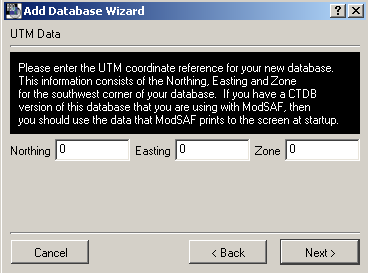 Add Database Wizard
UTM Data
Please enter the UTM coordinate reference for your new database.
This information consists of the Northing, Easting and Zone
for the southwest corner of your database. If you have a CTDB
version of this database that you are using with ModSAF, then
you should use the data that ModSAF prints to the screen at startup.
Northing 0 Easting 0 Zone 0
Cancel < Back Next >